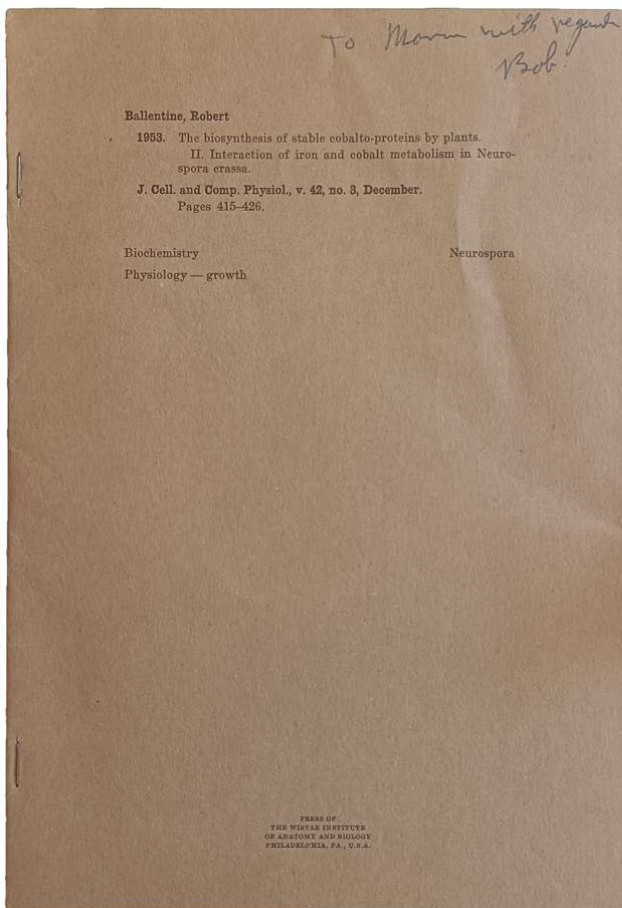 To with regards
Bob.
Ballentine, Robert
1953. The biosynthesis of stable cobalto-proteins by plants.
II. Interaction of iron and cobalt metabolism in Neuro-
spora crassa.
J. Cell. and Comp. Physiol., v. 42, no. 3, December.
Pages 415–426.
Biochemistry Neurospora
Physiology — growth
PRESS OF
THE WISTAR INSTITUTE
OF ANATOMY AND BIOLOGY
PHILADELPHIA, PA., U.S.A.